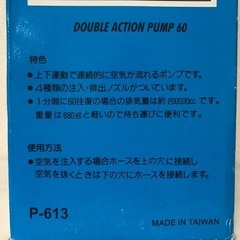 DOUBLE ACTION PUMP 60
特色
●上下運動で連続的に空気が流れるポンプです。
●4種類の注入・排出ノズルがついています。
●1分間に60往復の場合の排気量は約200000cc.です。
重量は680gと軽いので持ち運びに便利です。
使用方法
●空気を注入する場合ホースを上の穴に接続し
空気を抜くときは下の穴にホースを接続します。
P-613
MADE IN TAIWAN